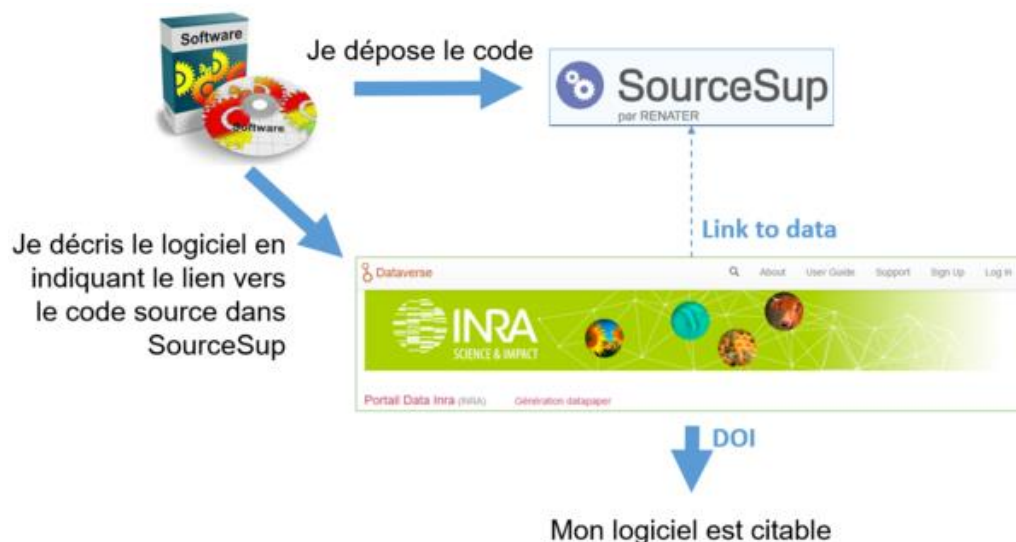 Software
Software
Je dépose le code
SourceSup
par RENATER
Je décris le logiciel en
indiquant le lien vers
le code source dans
SourceSup
Link to data
Dataverse About User Guide Support Sign Up Log In
INRA
SCIENCE & IMPACT
Portail Data Inra (INRA) Génération datapaper
DOI
Mon logiciel est citable